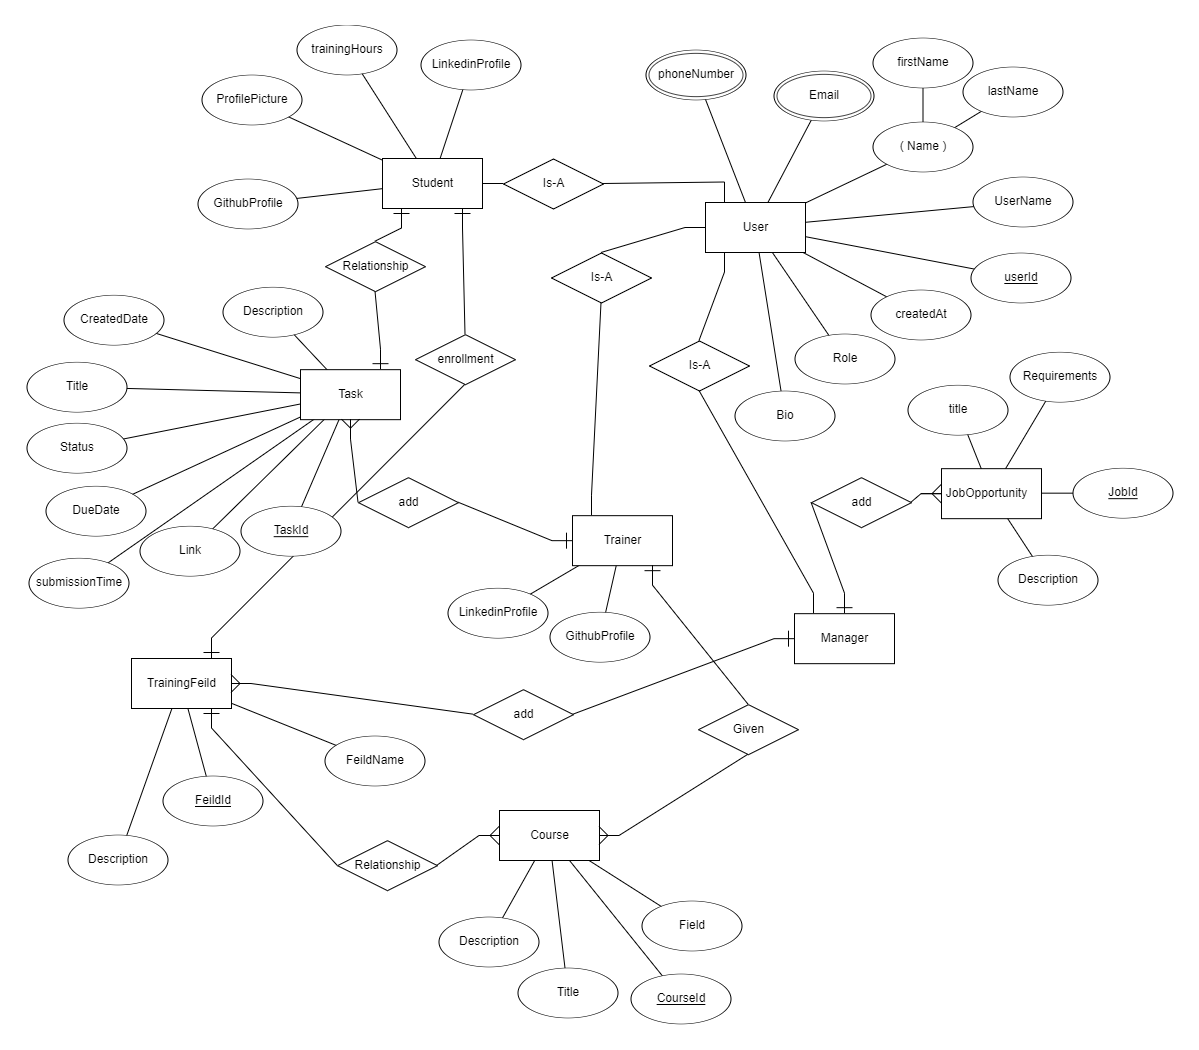 trainingHours
LinkedinProfile
phoneNumber
firstName
Email
lastName
ProfilePicture
( Name )
Student
Is-A
GithubProfile
UserName
User
Relationship
Is-A
userId
CreatedDate
Description
createdAt
enrollment
Role
Is-A
Requirements
Title
Task
Bio
title
Status
add
add
JobOpportunity
JobId
DueDate
TaskId
Link
Trainer
submissionTime
Description
LinkedinProfile
GithubProfile
Manager
TrainingFeild
add
Given
FeildName
FeildId
Course
Description
Relationship
Field
Description
Title
CourseId